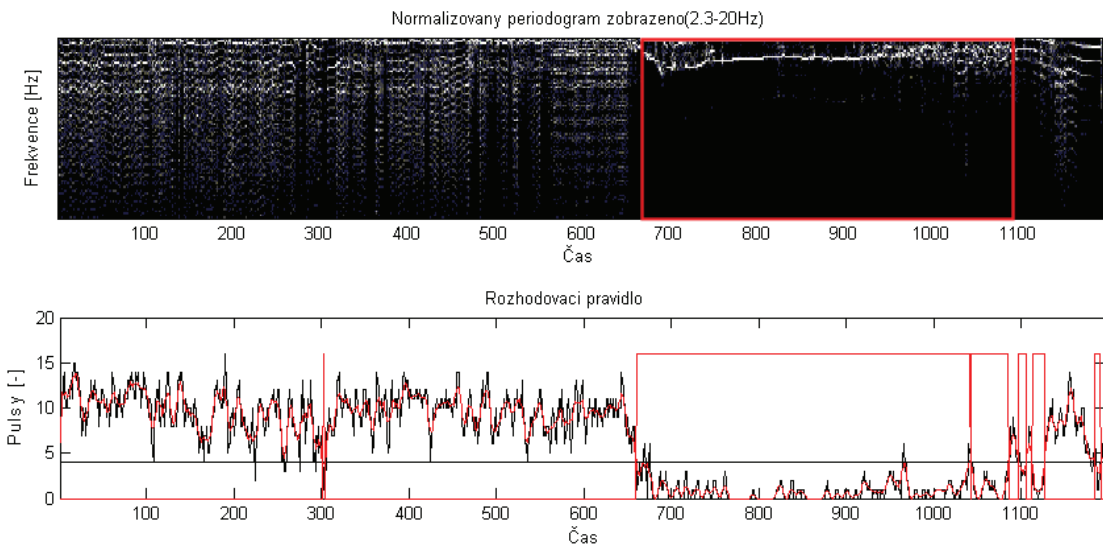 Normalizovany periodogram zobrazeno(2.3-20Hz)
Frekvence [Hz]
100 200 300 400 500 600 700 800 900 1000 1100
Čas
Rozhodovaci pravidlo
Pulsy [-]
20
15
10
5
0
100 200 300 400 500 600 700 800 900 1000 1100
Čas